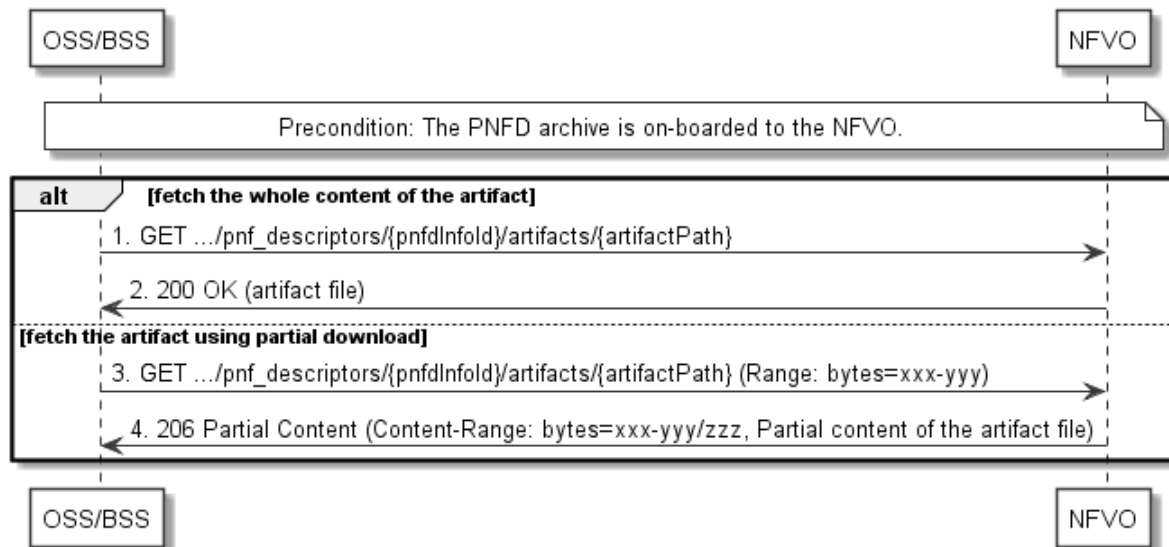 OSS/BSS NFVO
Precondition: The PNFD archive is on-boarded to the NFVO.
alt [fetch the whole content of the artifact]
1. GET .../pnf_descriptors/{pnfdInfoId}/artifacts/{artifactPath}
2. 200 OK (artifact file)
[fetch the artifact using partial download]
3. GET .../pnf_descriptors/{pnfdInfoId}/artifacts/{artifactPath} (Range: bytes=xxx-yyy)
4. 206 Partial Content (Content-Range: bytes=xxx-yyy/zzz, Partial content of the artifact file)
OSS/BSS NFVO